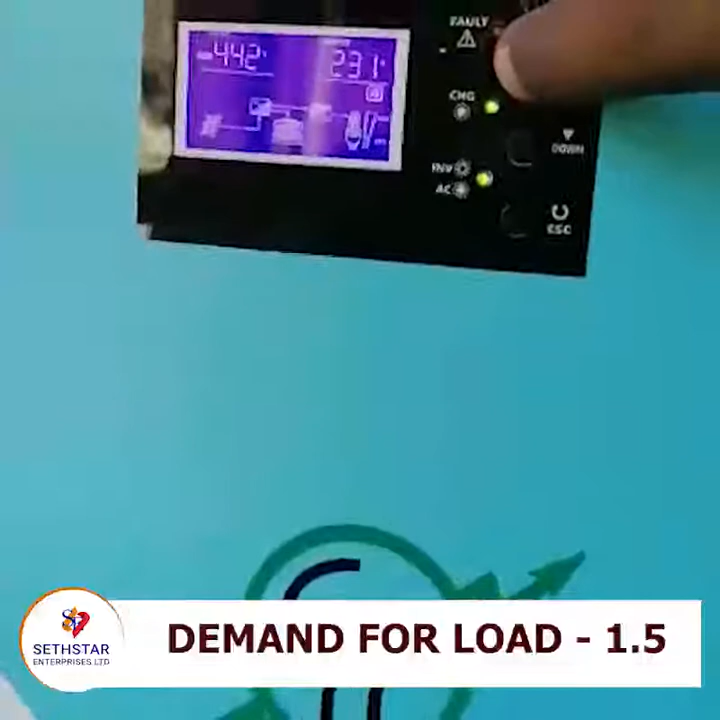 FAULT
442
231
CHG
DOWN
INV
AC
ESC
SETHSTAR
ENTERPRISES LTD
DEMAND FOR LOAD - 1.5